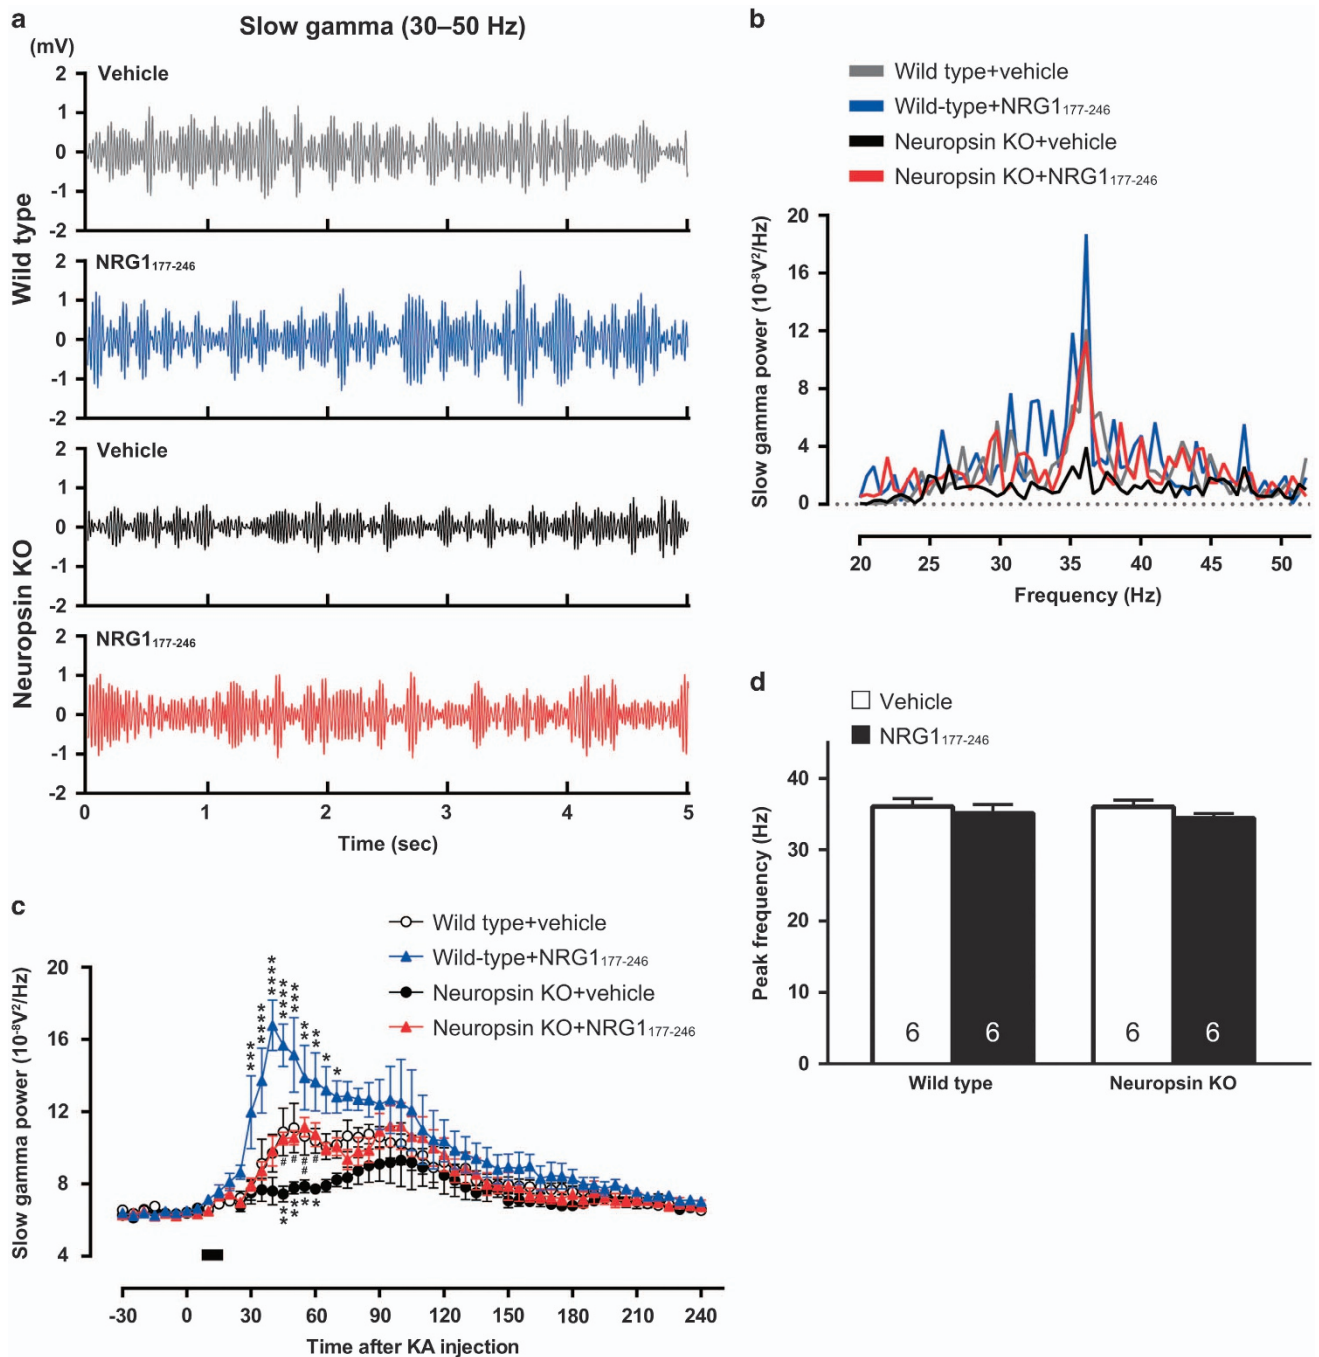 a
Slow gamma (30–50 Hz)
(mV)
Wild type
Vehicle
2
1
0
-1
-2
NRG1177-246
2
1
0
-1
-2
Neuropsin KO
Vehicle
2
1
0
-1
-2
NRG1177-246
2
1
0
-1
-2
0 1 2 3 4 5
Time (sec)
b
Wild type+vehicle
Wild-type+NRG1177-246
Neuropsin KO+vehicle
Neuropsin KO+NRG1177-246
Slow gamma power (10-8V2/Hz)
20
16
12
8
4
0
20 25 30 35 40 45 50
Frequency (Hz)
c
Wild type+vehicle
Wild-type+NRG1177-246
Neuropsin KO+vehicle
Neuropsin KO+NRG1177-246
Slow gamma power (10-8V2/Hz)
20
16
12
8
4
*** **** **** **** *** ** ** * *
# # ## #
** ** * *
-30 0 30 60 90 120 150 180 210 240
Time after KA injection
d
Vehicle
NRG1177-246
Peak frequency (Hz)
40
30
20
10
0
6 6 6 6
Wild type Neuropsin KO